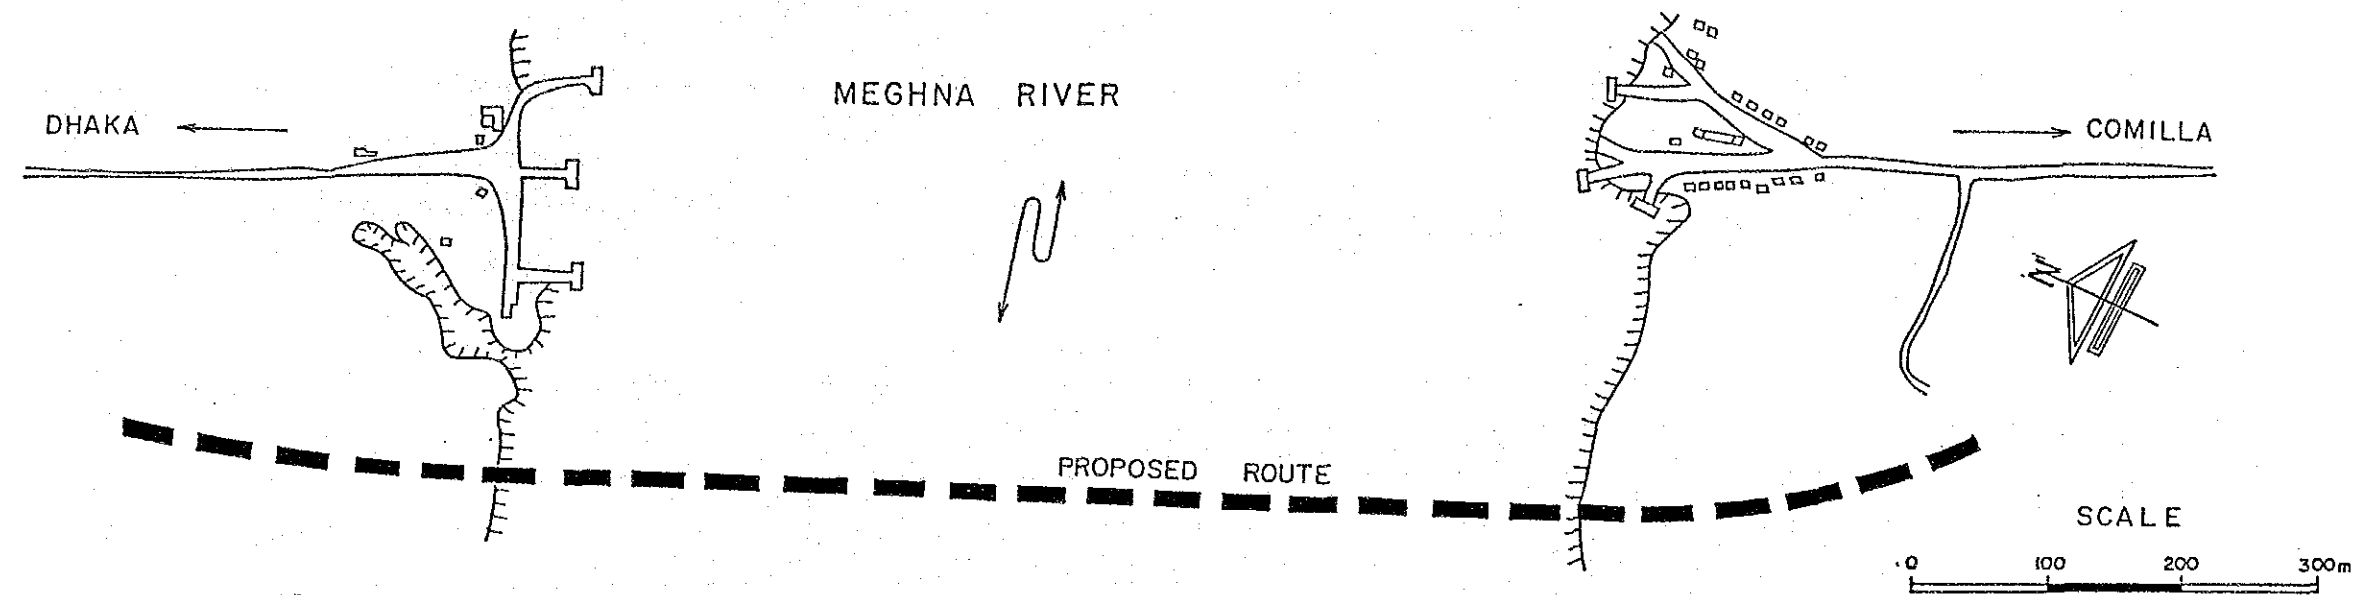 MEGHNA RIVER
DHAKA
COMILLA
N
PROPOSED ROUTE
SCALE
0 100 200 300m